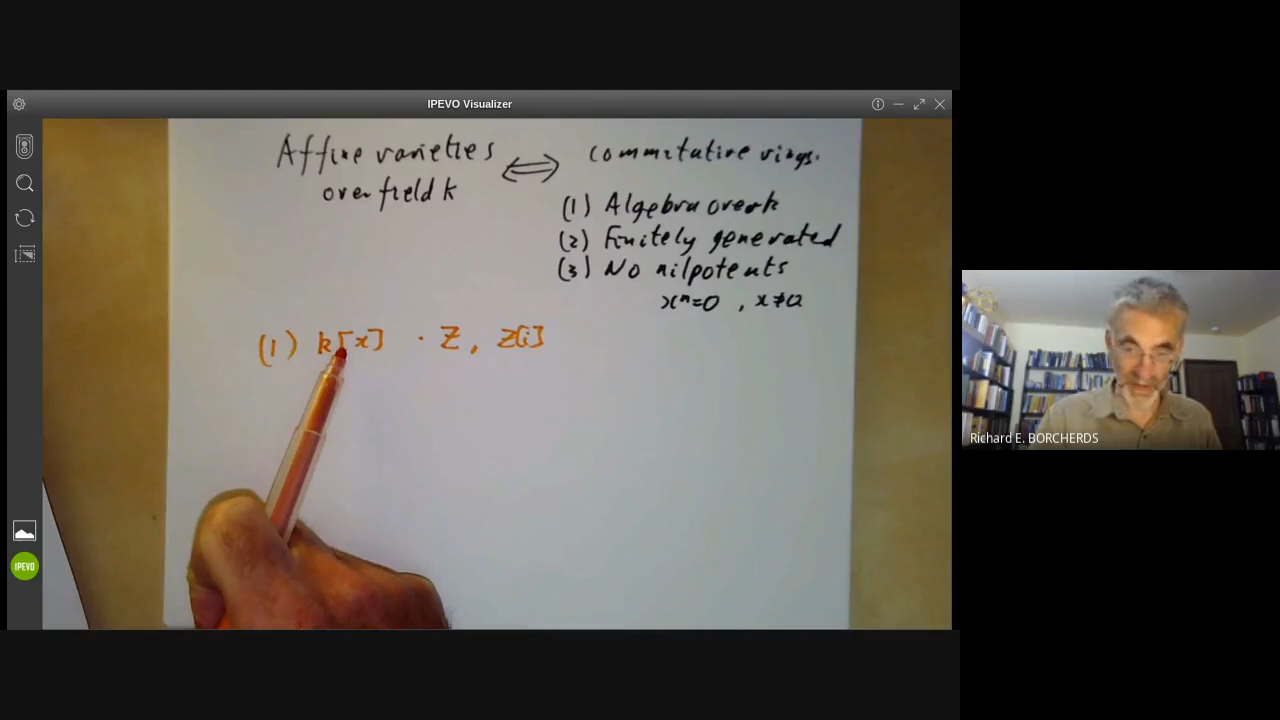 IPEVO Visualizer
Affine varieties ⇔ commutative rings.
over field k
(1) Algebra over k
(2) Finitely generated
(3) No nilpotents
xⁿ=0 , x≠0
(1) k[x] · Z, Z[i]
Richard E. BORCHERDS
IPEVO